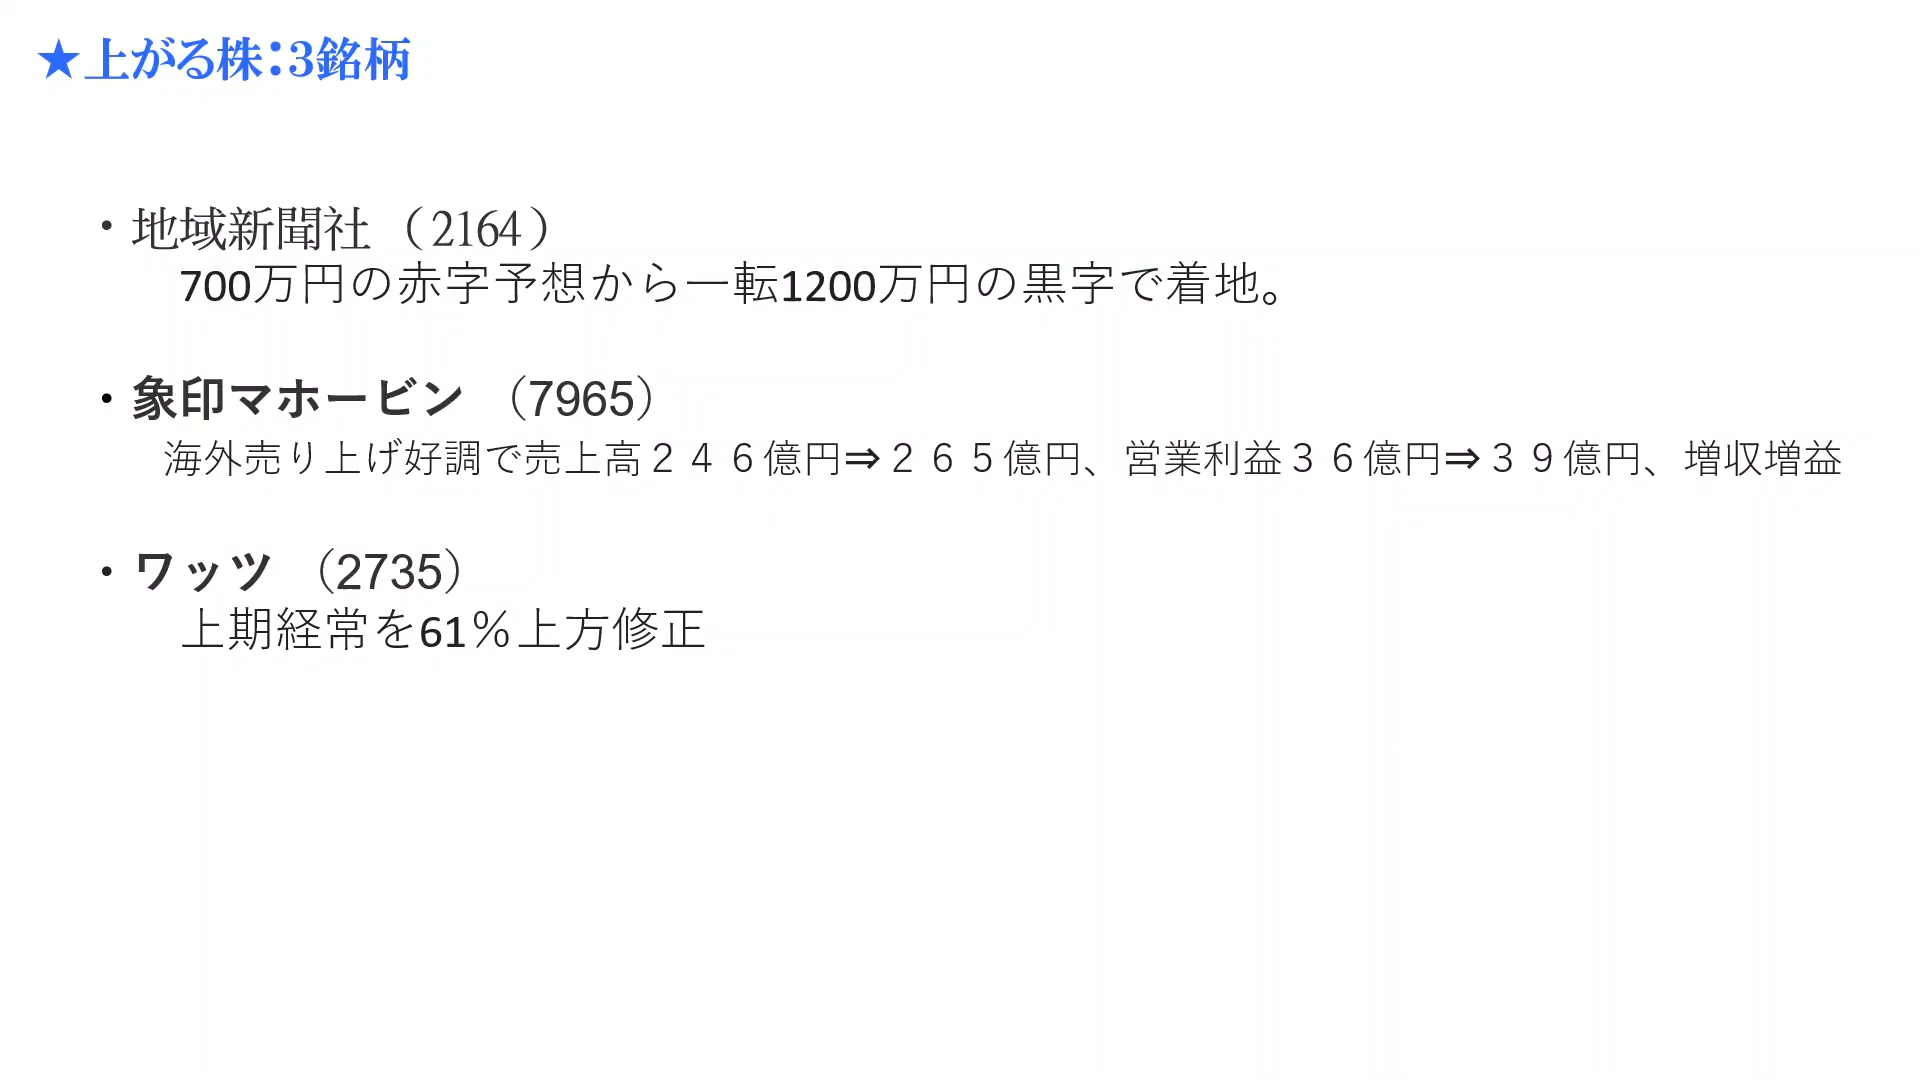 ★上がる株：3銘柄
・地域新聞社（2164）
700万円の赤字予想から一転1200万円の黒字で着地。
・象印マホービン （7965）
海外売り上げ好調で売上高２４６億円⇒２６５億円、営業利益３６億円⇒３９億円、増収増益
・ワッツ （2735）
上期経常を61％上方修正